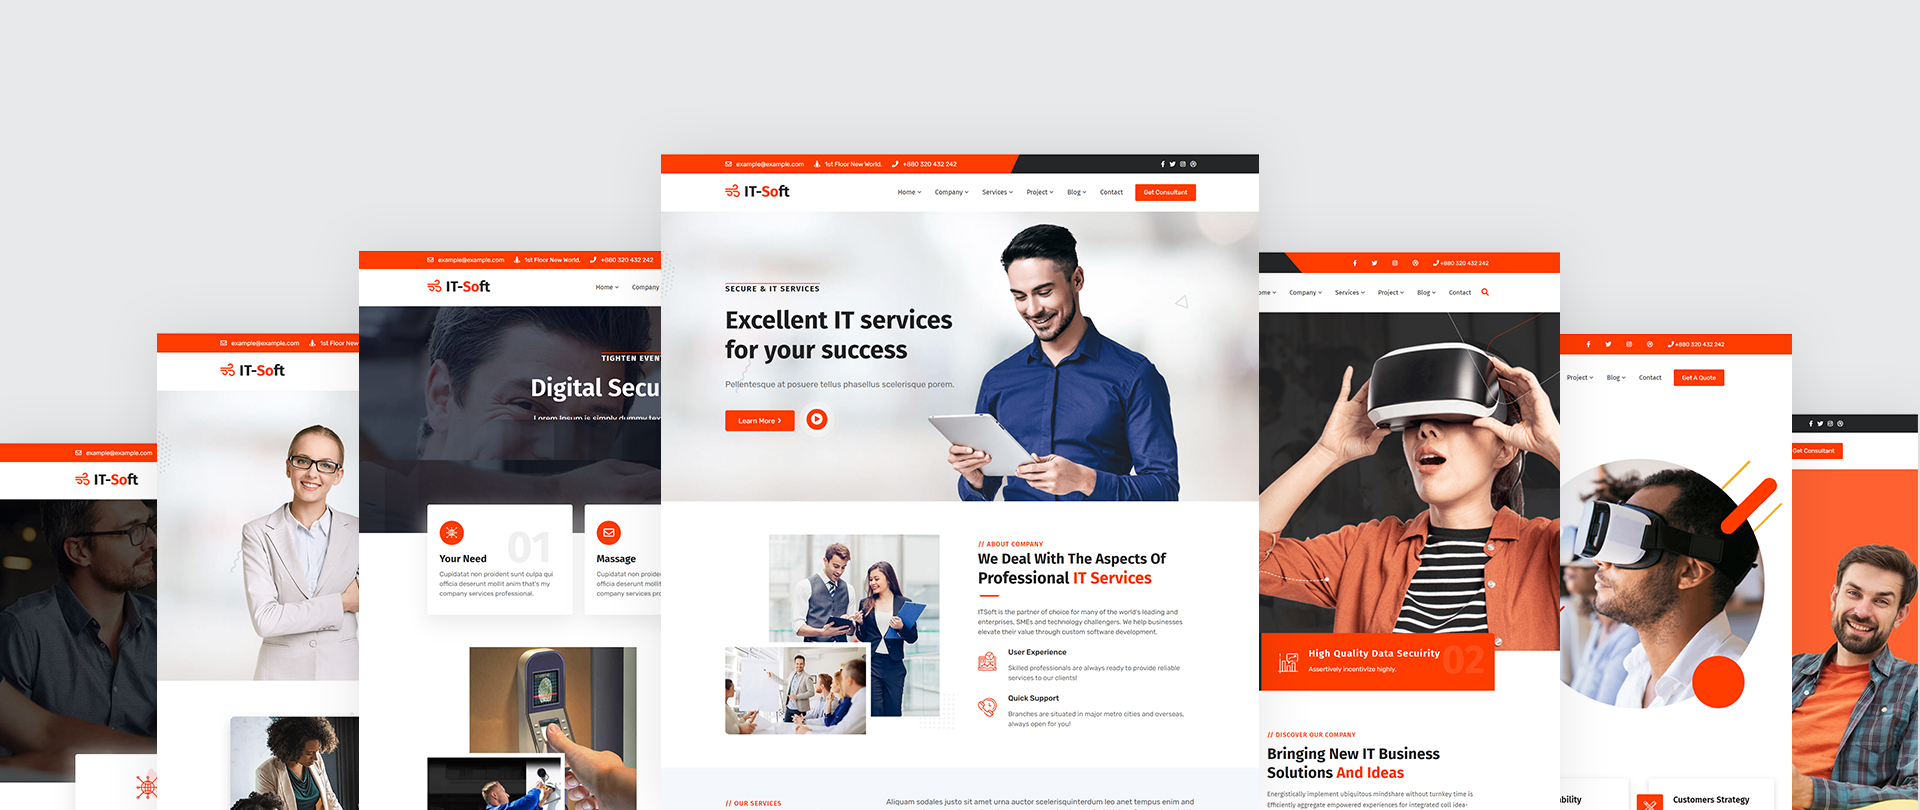 example@example.com
IT-Soft
example@example.com
1st Floor New
IT-Soft
example@example.com
1st Floor New World.
+880 320 432 242
IT-Soft
Home
Company
TIGHTEN EVEN
Digital Secu
Lorem Ipsum is simply dummy tex
01
Your Need
Cupidatat non proident sunt culpa qui
officia deserunt mollit anim that's my
company services professional.
Massage
Cupidatat non proide
officia deserunt mollit
company services pro
example@example.com
1st Floor New World.
+880 320 432 242
IT-Soft
Home
Company
Services
Project
Blog
Contact
Get Consultant
SECURE & IT SERVICES
Excellent IT services
for your success
Pellentesque at posuere tellus phasellus scelerisque porem.
Learn More
// ABOUT COMPANY
We Deal With The Aspects Of
Professional IT Services
ITSoft is the partner of choice for many of the world's leading and
enterprises, SMEs and technology challengers. We help businesses
elevate their value through custom software development.
User Experience
Skilled professionals are always ready to provide reliable
services to our clients!
Quick Support
Branches are situated in major metro cities and overseas,
always open for you!
// OUR SERVICES
Aliquam sodales justo sit amet urna auctor scelerisquinterdum leo anet tempus enim and
+880 320 432 242
ome
Company
Services
Project
Blog
Contact
High Quality Data Secuirity
Assertively incentivize highly.
02
// DISCOVER OUR COMPANY
Bringing New IT Business
Solutions And Ideas
Energistically implement ubiquitous mindshare without turnkey time is
Efficiently aggregate empowered experiences for integrated coll idea-
+880 320 432 242
Project
Blog
Contact
Get A Quote
bility
Customers Strategy
Get Consultant